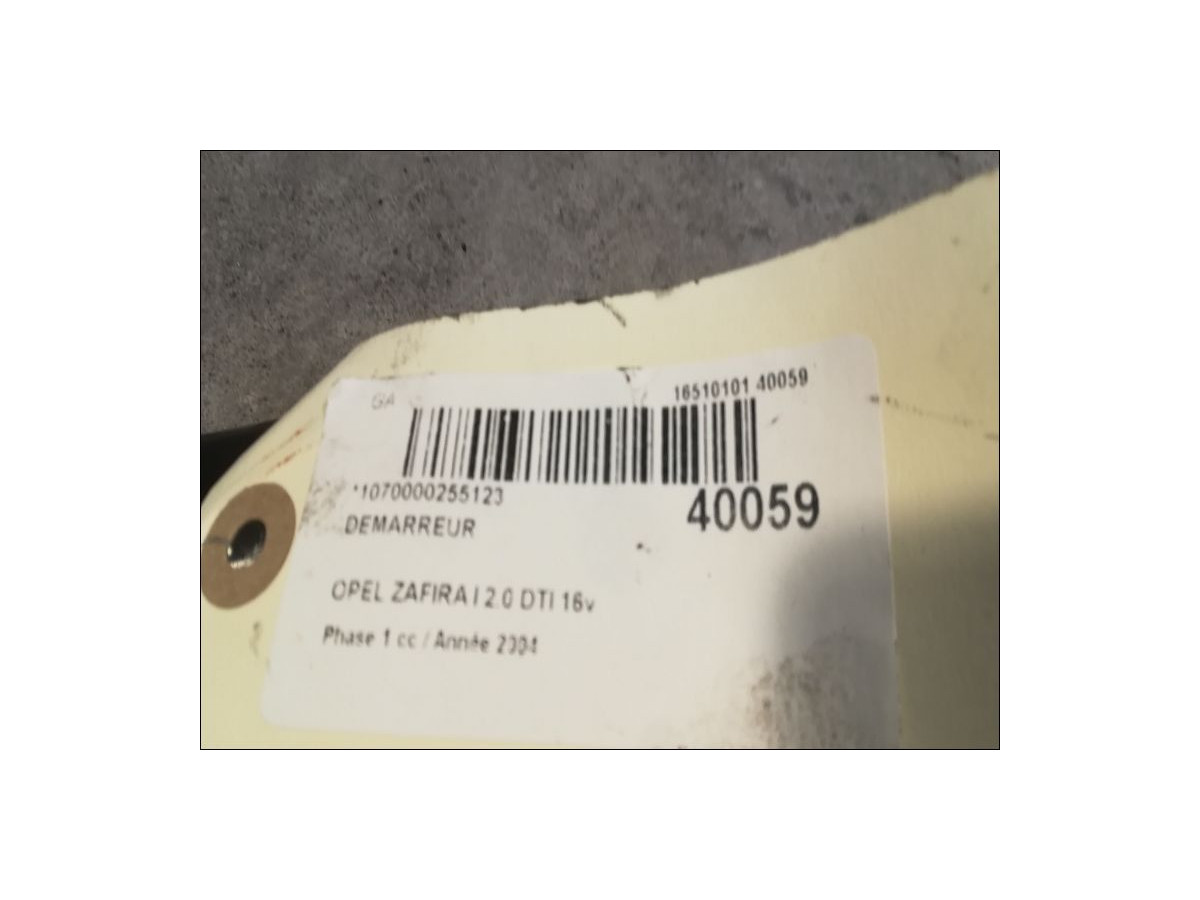 GA 16510101 40059
*1070000255123
40059
DEMARREUR
OPEL ZAFIRA I 2.0 DTI 16v
Phase 1 cc / Année 2004